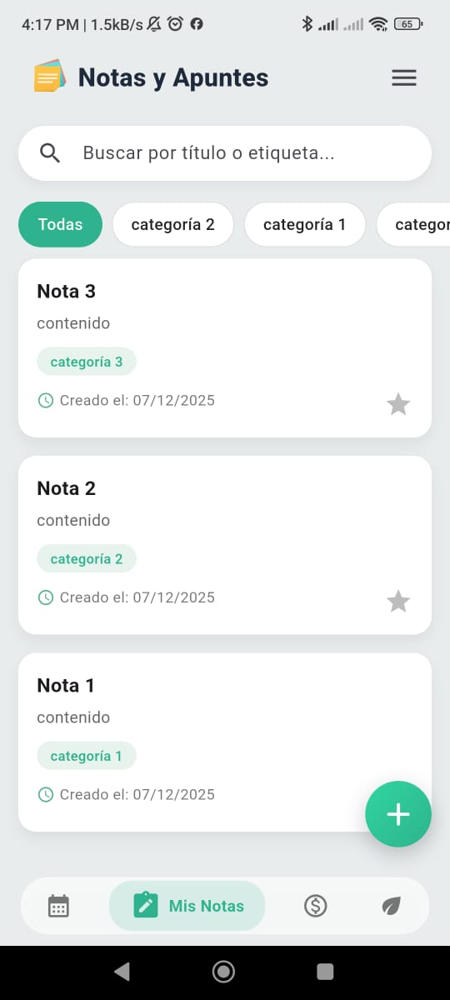 4:17 PM | 1.5kB/s
65
Notas y Apuntes
Buscar por título o etiqueta...
Todas
categoría 2
categoría 1
categor
Nota 3
contenido
categoría 3
Creado el: 07/12/2025
Nota 2
contenido
categoría 2
Creado el: 07/12/2025
Nota 1
contenido
categoría 1
Creado el: 07/12/2025
Mis Notas